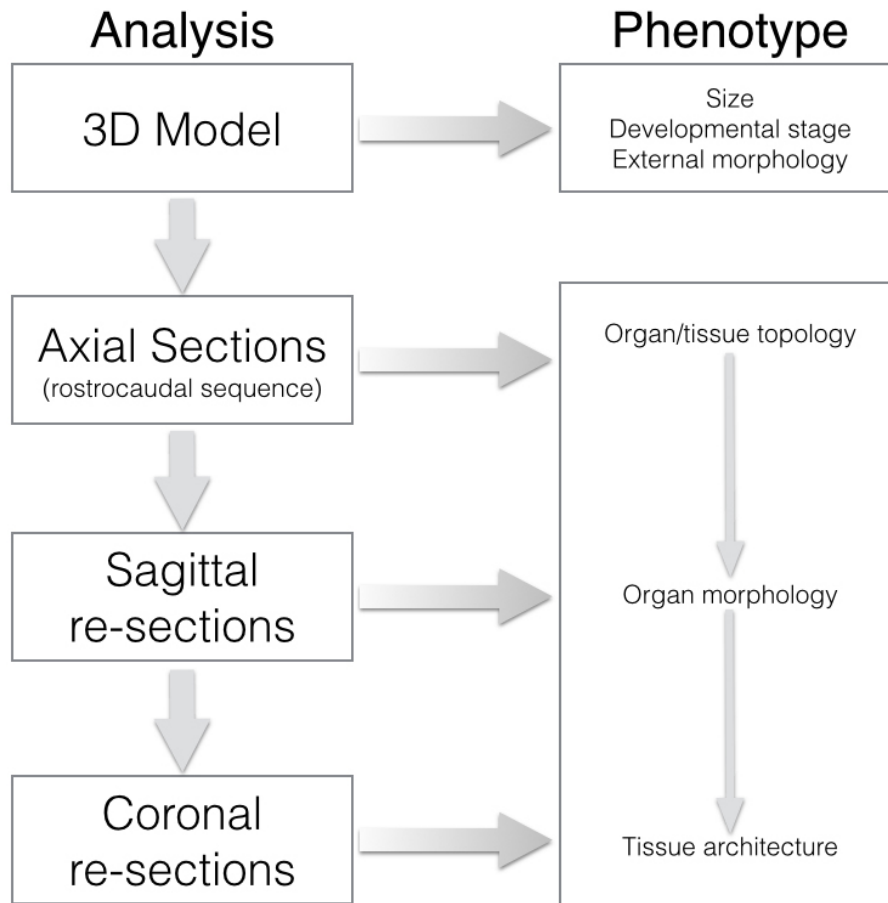 Analysis
Phenotype
3D Model
Size
Developmental stage
External morphology
Axial Sections
(rostrocaudal sequence)
Organ/tissue topology
Sagittal
re-sections
Organ morphology
Coronal
re-sections
Tissue architecture